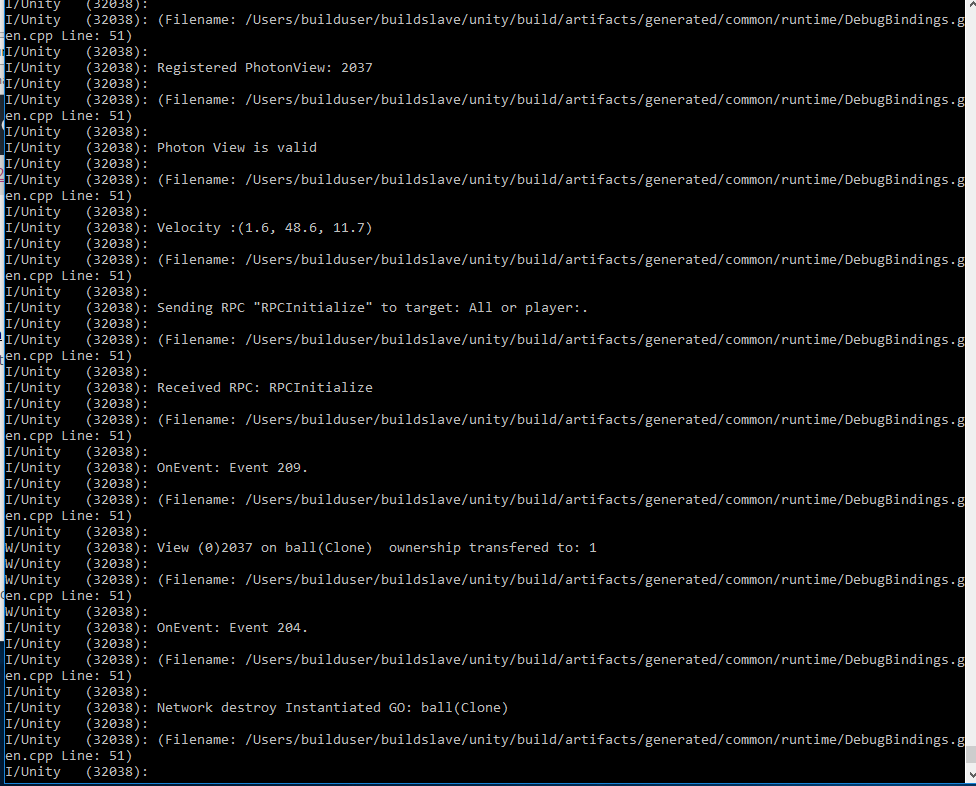 I/Unity   (32038):
I/Unity   (32038): (Filename: /Users/builduser/buildslave/unity/build/artifacts/generated/common/runtime/DebugBindings.g
en.cpp Line: 51)
I/Unity   (32038):
I/Unity   (32038): Registered PhotonView: 2037
I/Unity   (32038):
I/Unity   (32038): (Filename: /Users/builduser/buildslave/unity/build/artifacts/generated/common/runtime/DebugBindings.g
en.cpp Line: 51)
I/Unity   (32038):
I/Unity   (32038): Photon View is valid
I/Unity   (32038):
I/Unity   (32038): (Filename: /Users/builduser/buildslave/unity/build/artifacts/generated/common/runtime/DebugBindings.g
en.cpp Line: 51)
I/Unity   (32038):
I/Unity   (32038): Velocity :(1.6, 48.6, 11.7)
I/Unity   (32038):
I/Unity   (32038): (Filename: /Users/builduser/buildslave/unity/build/artifacts/generated/common/runtime/DebugBindings.g
en.cpp Line: 51)
I/Unity   (32038):
I/Unity   (32038): Sending RPC "RPCInitialize" to target: All or player:.
I/Unity   (32038):
I/Unity   (32038): (Filename: /Users/builduser/buildslave/unity/build/artifacts/generated/common/runtime/DebugBindings.g
en.cpp Line: 51)
I/Unity   (32038):
I/Unity   (32038): Received RPC: RPCInitialize
I/Unity   (32038):
I/Unity   (32038): (Filename: /Users/builduser/buildslave/unity/build/artifacts/generated/common/runtime/DebugBindings.g
en.cpp Line: 51)
I/Unity   (32038):
I/Unity   (32038): OnEvent: Event 209.
I/Unity   (32038):
I/Unity   (32038): (Filename: /Users/builduser/buildslave/unity/build/artifacts/generated/common/runtime/DebugBindings.g
en.cpp Line: 51)
I/Unity   (32038):
W/Unity   (32038): View (0)2037 on ball(Clone)  ownership transfered to: 1
W/Unity   (32038):
W/Unity   (32038): (Filename: /Users/builduser/buildslave/unity/build/artifacts/generated/common/runtime/DebugBindings.g
en.cpp Line: 51)
W/Unity   (32038):
I/Unity   (32038): OnEvent: Event 204.
I/Unity   (32038):
I/Unity   (32038): (Filename: /Users/builduser/buildslave/unity/build/artifacts/generated/common/runtime/DebugBindings.g
en.cpp Line: 51)
I/Unity   (32038):
I/Unity   (32038): Network destroy Instantiated GO: ball(Clone)
I/Unity   (32038):
I/Unity   (32038): (Filename: /Users/builduser/buildslave/unity/build/artifacts/generated/common/runtime/DebugBindings.g
en.cpp Line: 51)
I/Unity   (32038):